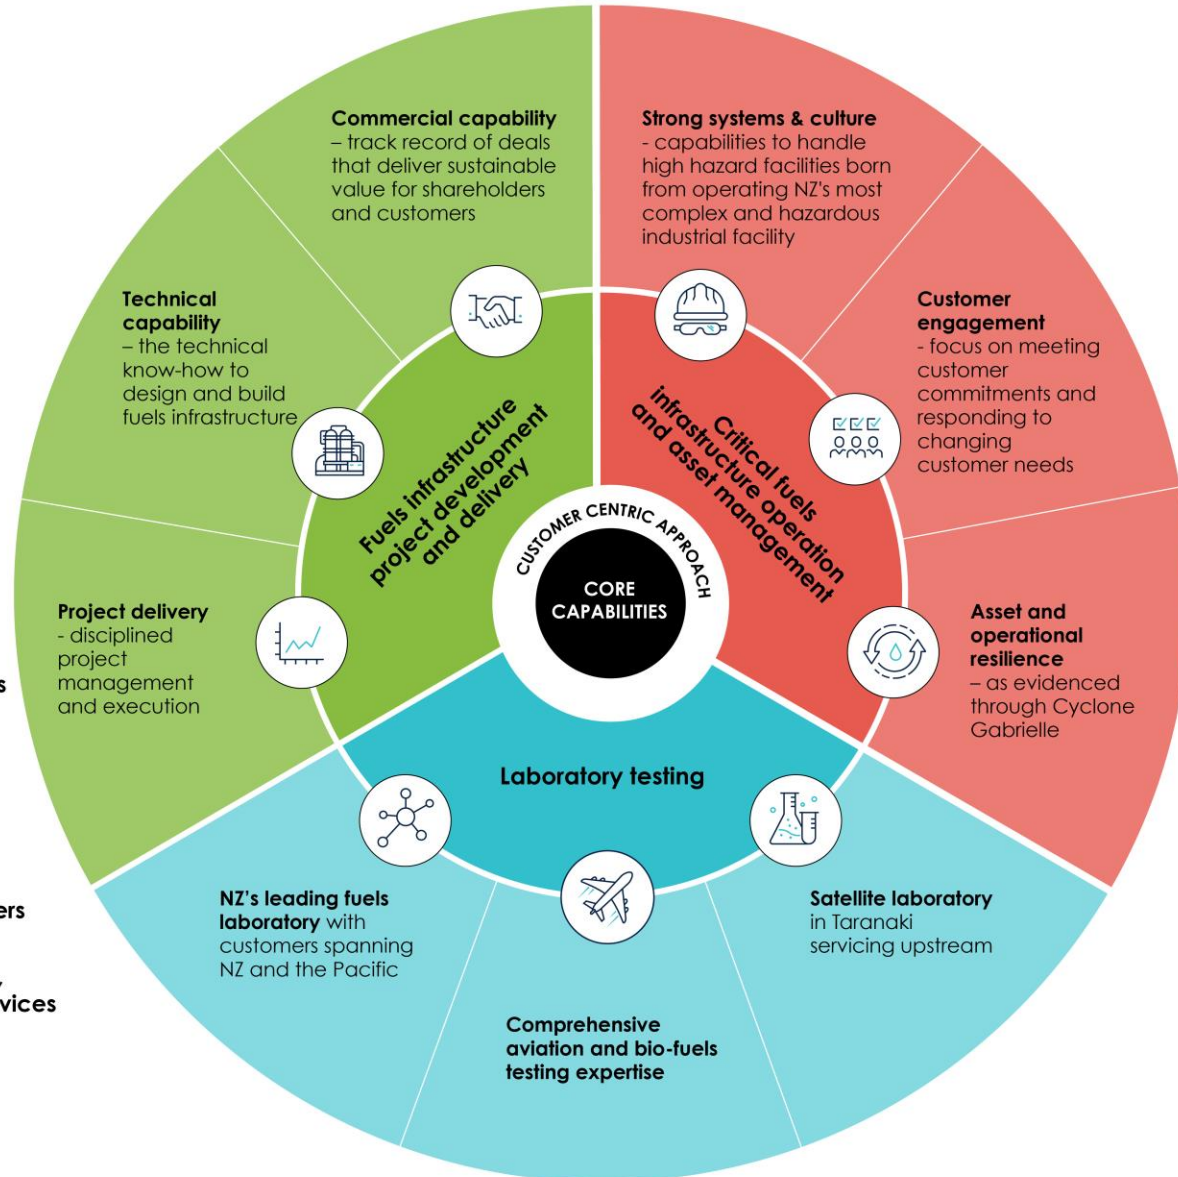 Commercial capability
– track record of deals
that deliver sustainable
value for shareholders
and customers
Strong systems & culture
- capabilities to handle
high hazard facilities born
from operating NZ's most
complex and hazardous
industrial facility
Technical
capability
– the technical
know-how to
design and build
fuels infrastructure
Customer
engagement
- focus on meeting
customer
commitments and
responding to
changing
customer needs
Fuels infrastructure
project development
and delivery
Critical fuels
infrastructure operation
and asset management
CUSTOMER CENTRIC APPROACH
CORE
CAPABILITIES
Project delivery
- disciplined
project
management
and execution
Asset and
operational
resilience
– as evidenced
through Cyclone
Gabrielle
Laboratory testing
NZ’s leading fuels
laboratory with
customers spanning
NZ and the Pacific
Satellite laboratory
in Taranaki
servicing upstream
Comprehensive
aviation and bio-fuels
testing expertise